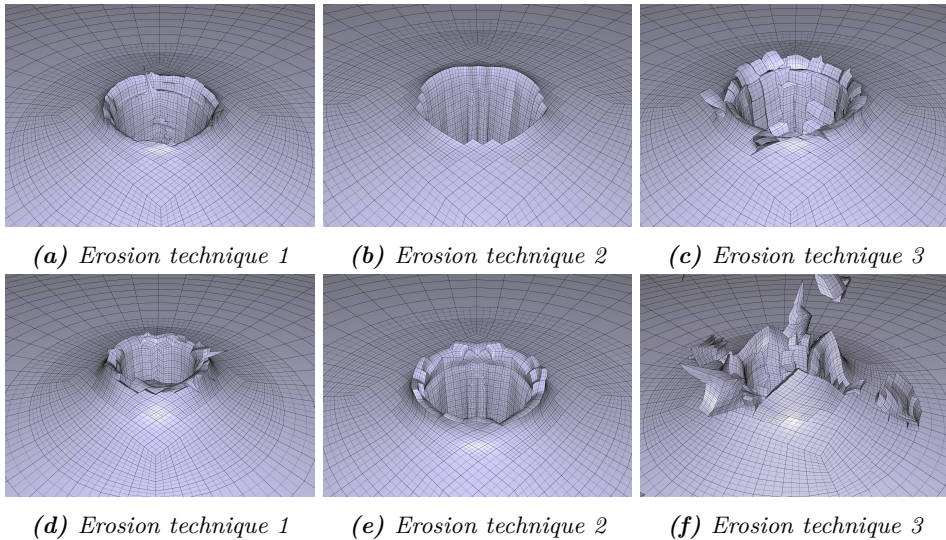 (a) Erosion technique 1
(b) Erosion technique 2
(c) Erosion technique 3
(d) Erosion technique 1
(e) Erosion technique 2
(f) Erosion technique 3